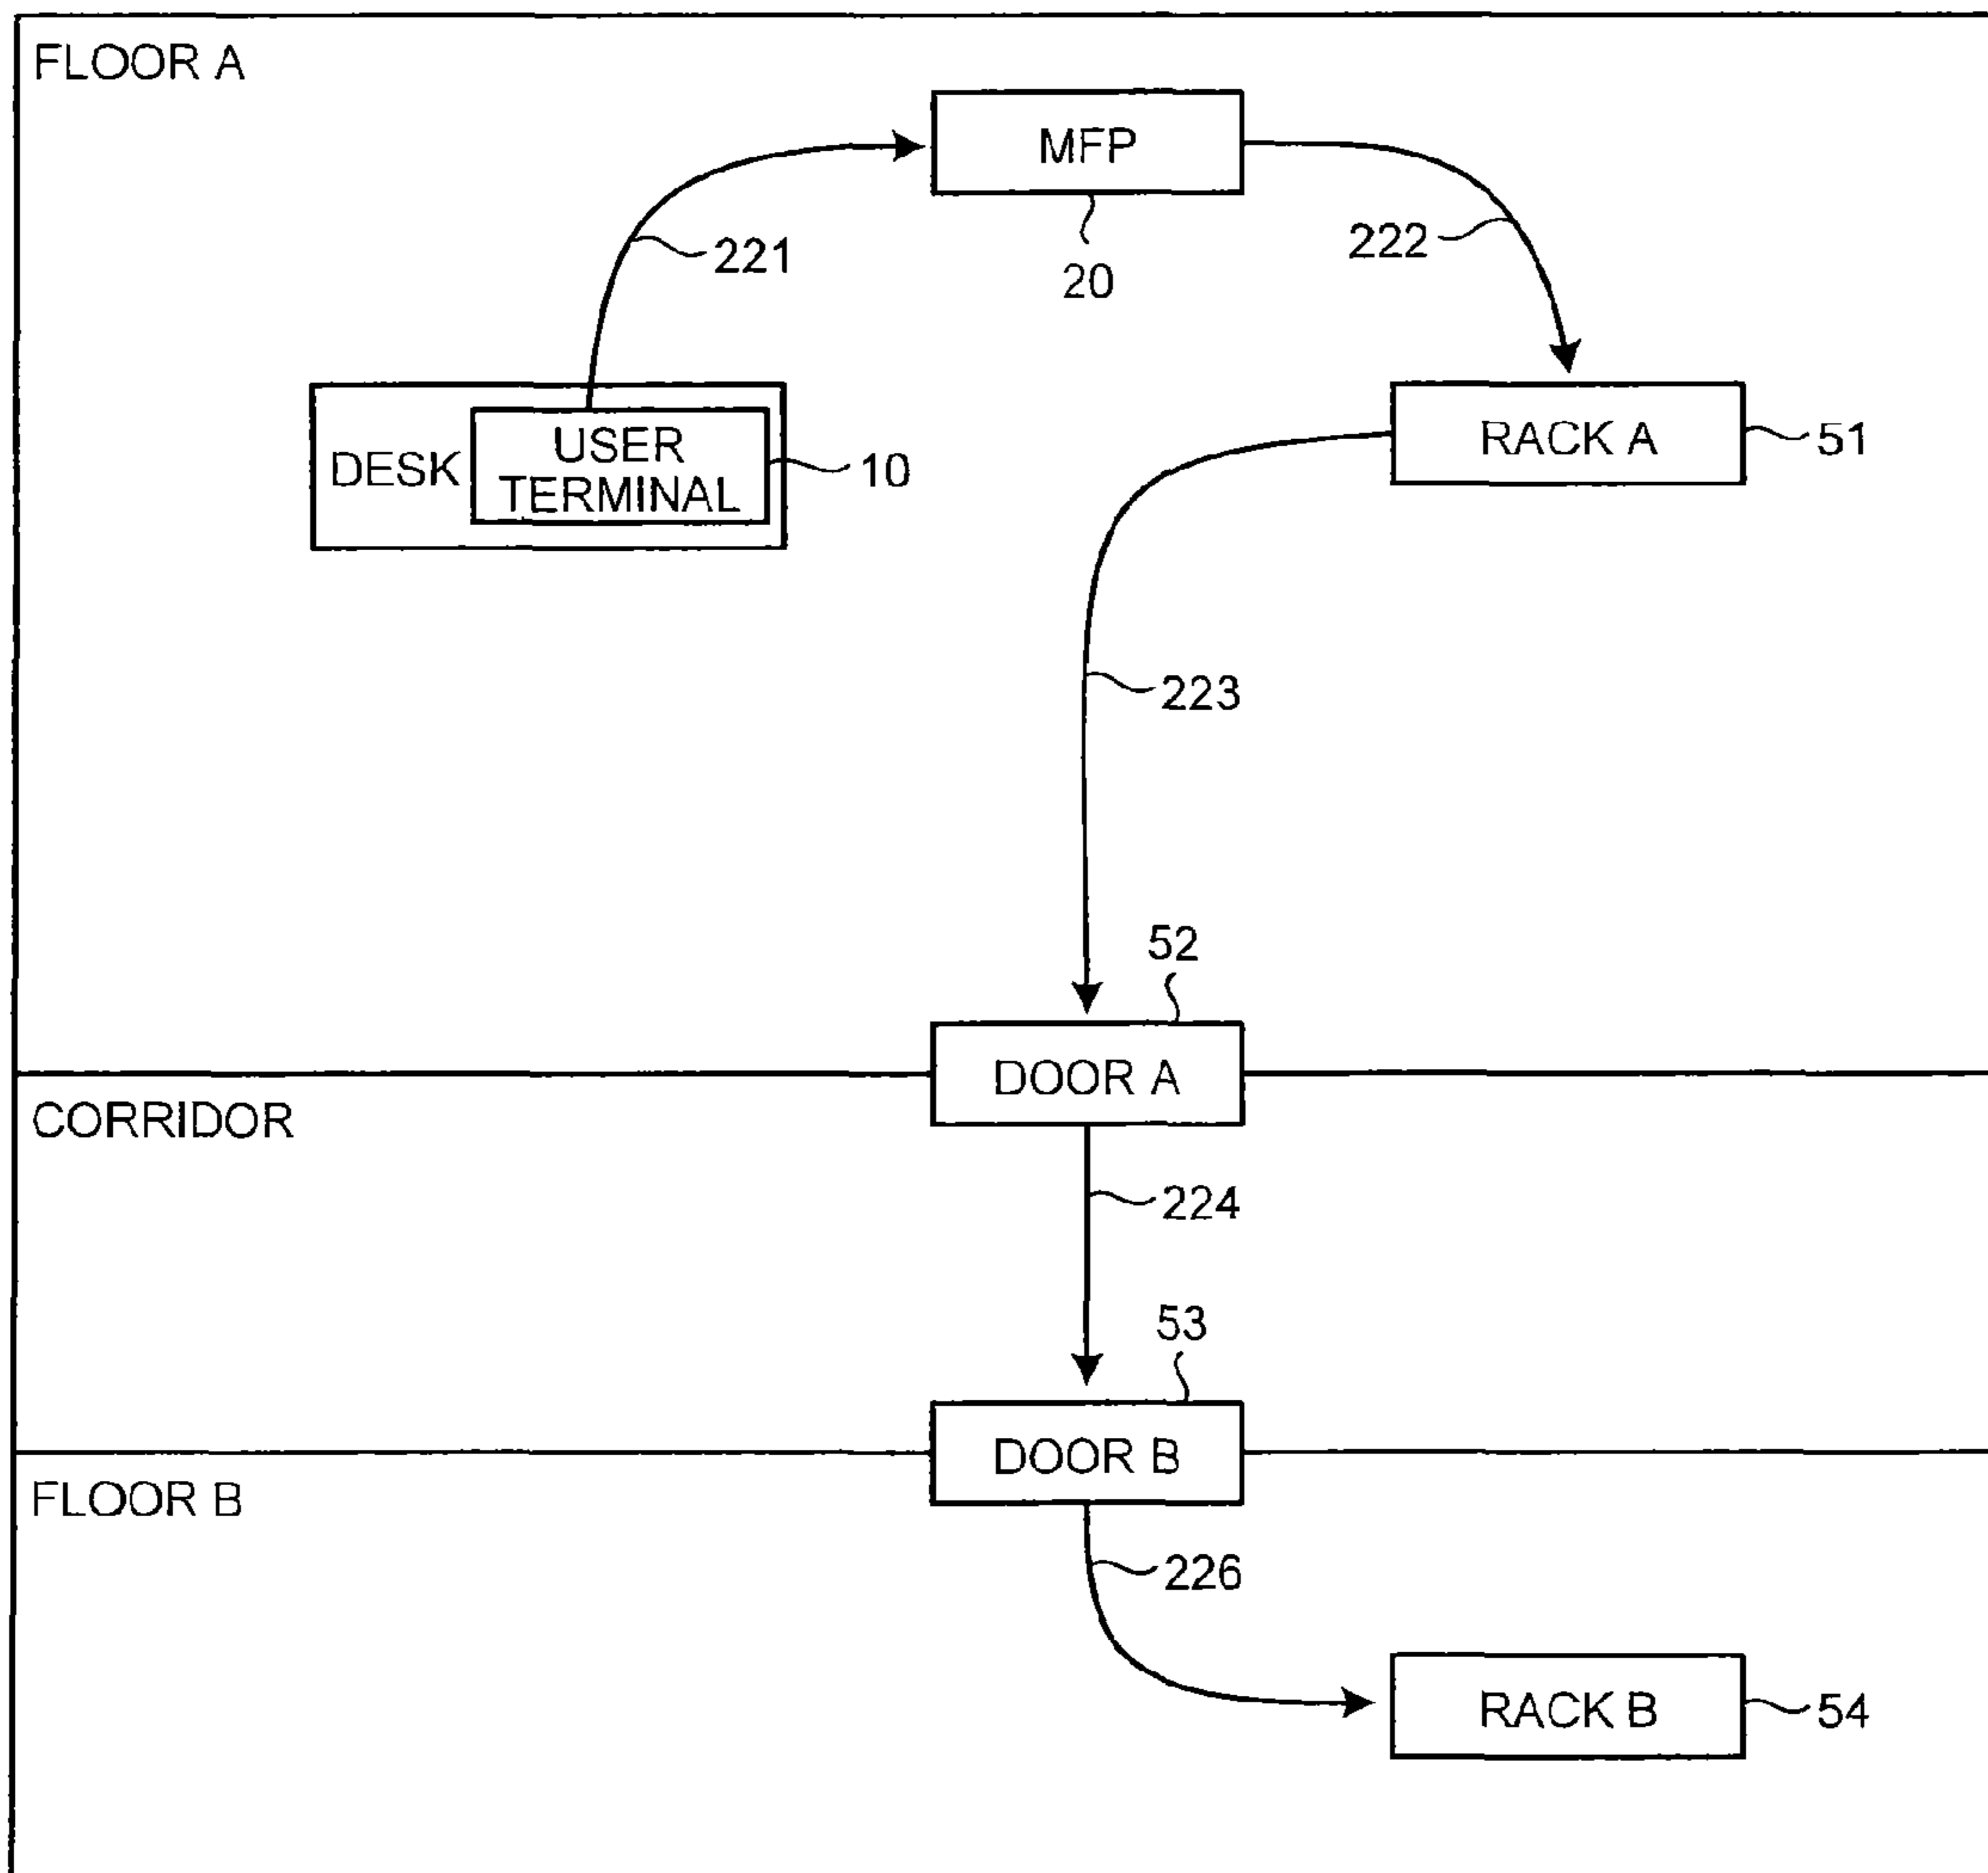 FLOOR A
MFP
20
221
222
DESK
USER
TERMINAL
10
RACK A
51
223
52
DOOR A
CORRIDOR
224
53
DOOR B
FLOOR B
226
RACK B
54